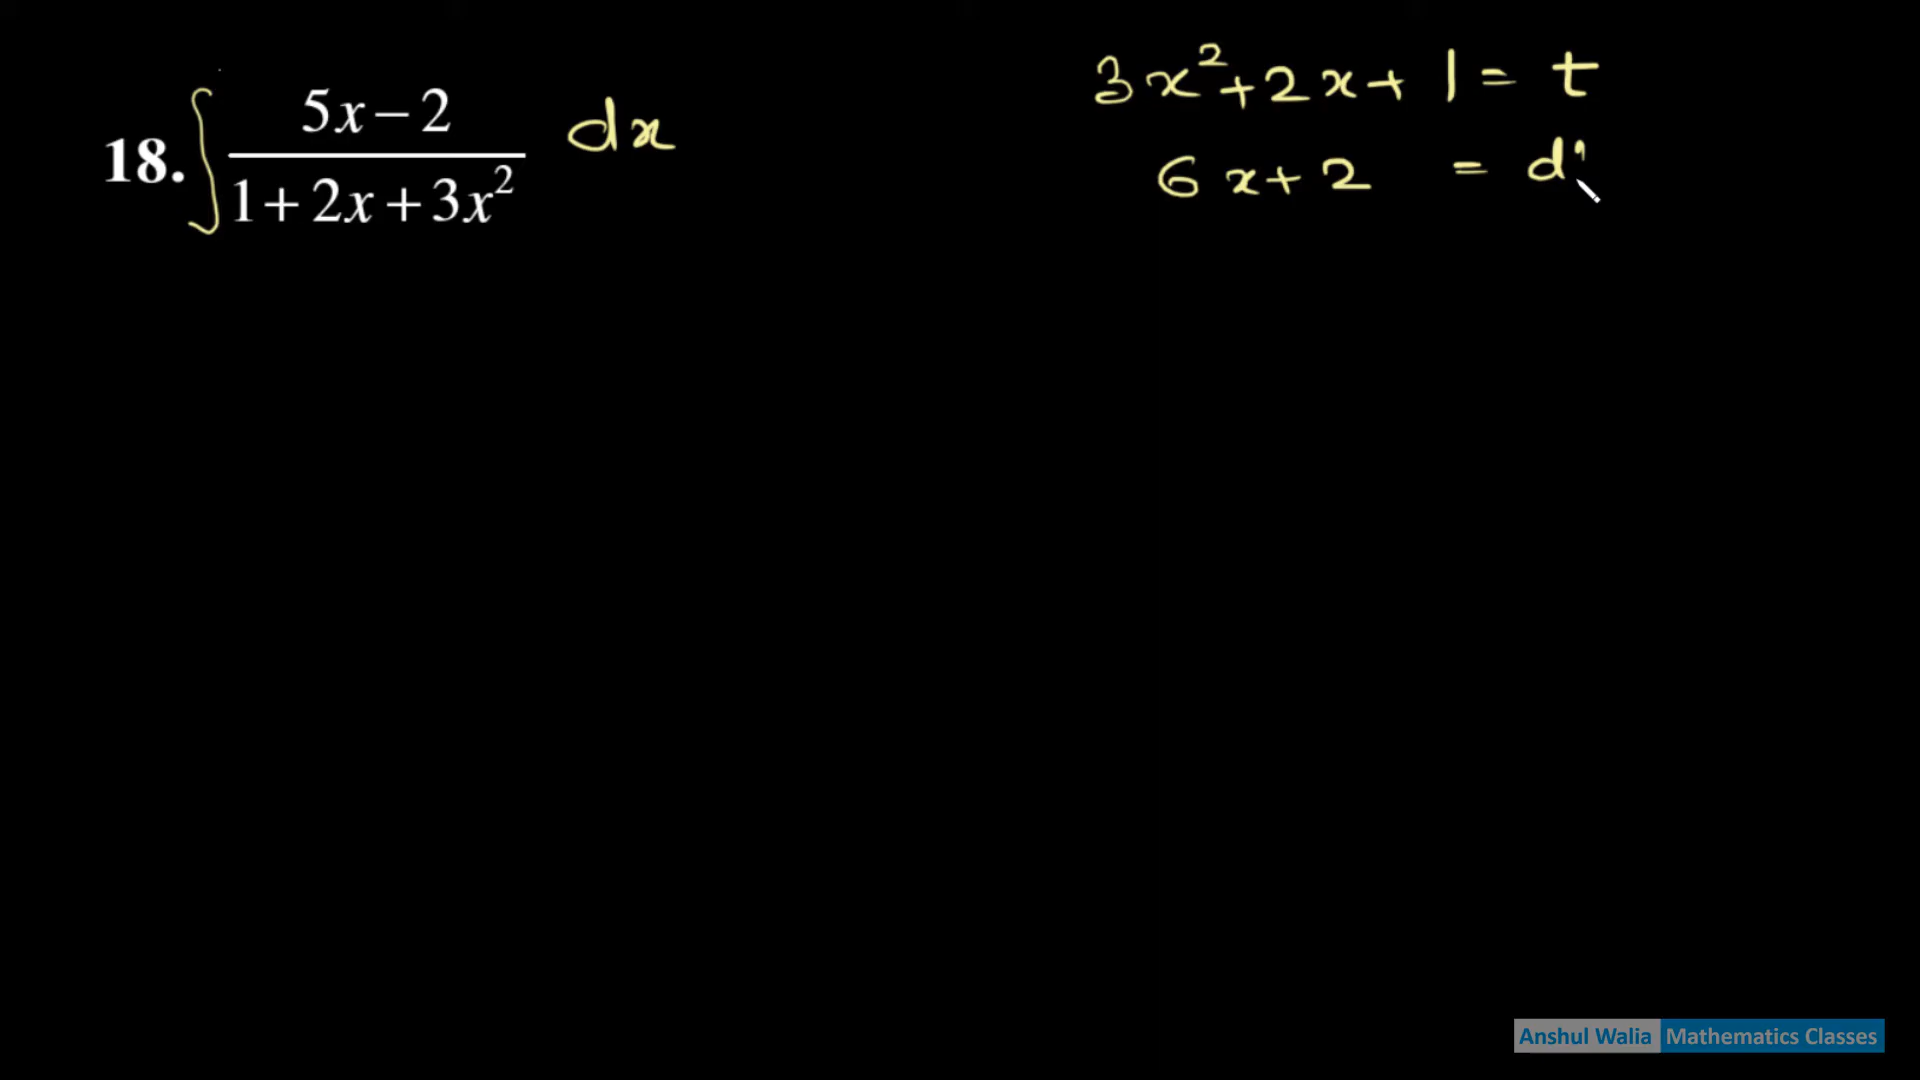 18. ∫ (5x − 2)/(1 + 2x + 3x²) dx
3x² + 2x + 1 = t
6x + 2 = d
Anshul Walia Mathematics Classes